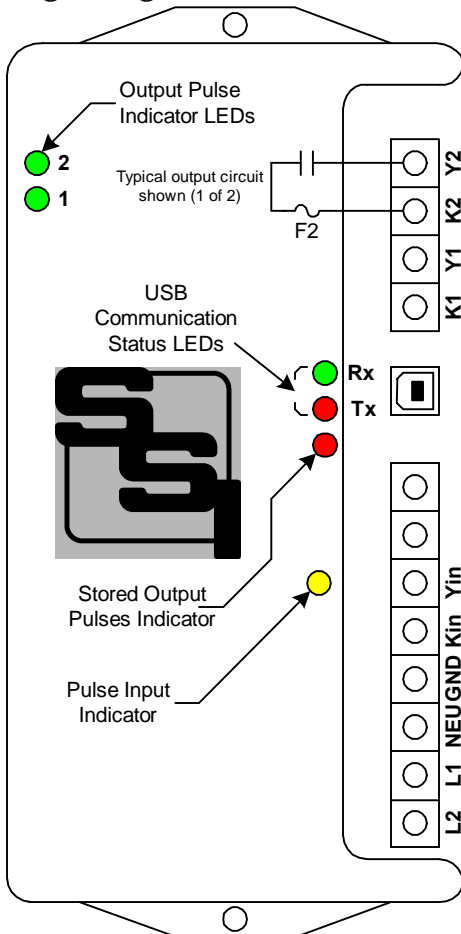 Output Pulse
Indicator LEDs
2
1
Typical output circuit
shown (1 of 2)
F2
Y2
K2
Y1
K1
USB
Communication
Status LEDs
Rx
Tx
SSI
Stored Output
Pulses Indicator
Pulse Input
Indicator
Yin
Kin
GND
NEU
L1
L2